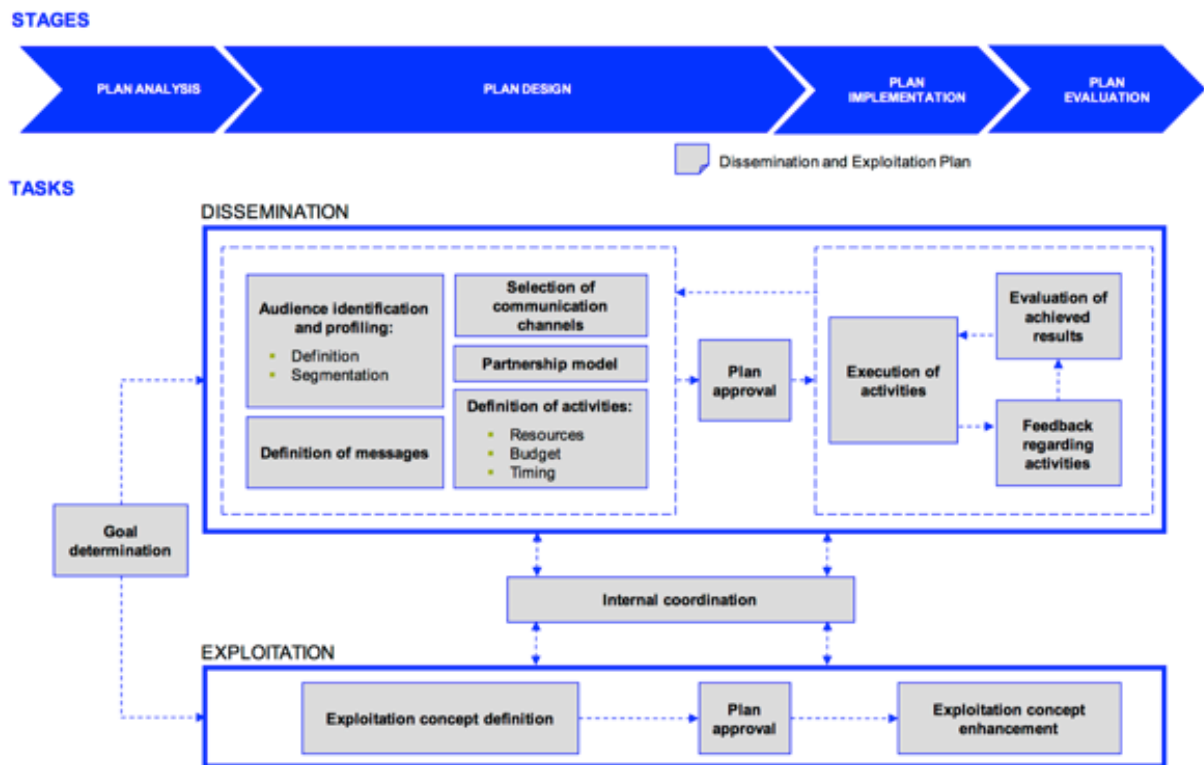 STAGES
PLAN ANALYSIS
PLAN DESIGN
PLAN
IMPLEMENTATION
PLAN
EVALUATION
Dissemination and Exploitation Plan
TASKS
DISSEMINATION
Audience identification
and profiling:
Definition
Segmentation
Definition of messages
Selection of
communication
channels
Partnership model
Definition of activities:
Resources
Budget
Timing
Plan
approval
Execution of
activities
Evaluation of
achieved
results
Feedback
regarding
activities
Goal
determination
Internal coordination
EXPLOITATION
Exploitation concept definition
Plan
approval
Exploitation concept
enhancement